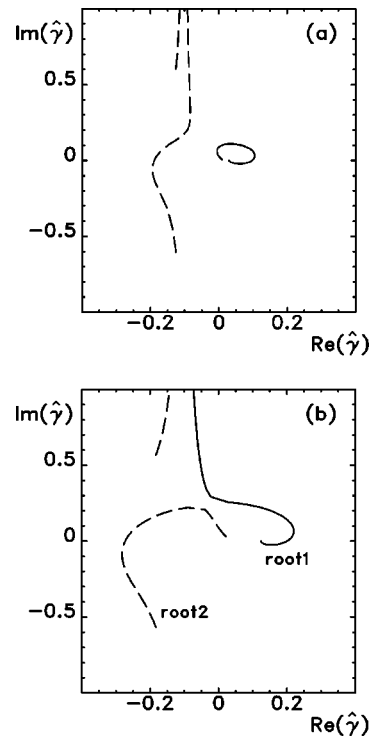 Im(γ̂)
(a)
0.5
0
−0.5
−0.2 0 0.2
Re(γ̂)
Im(γ̂)
(b)
0.5
0
root1
−0.5
root2
−0.2 0 0.2
Re(γ̂)